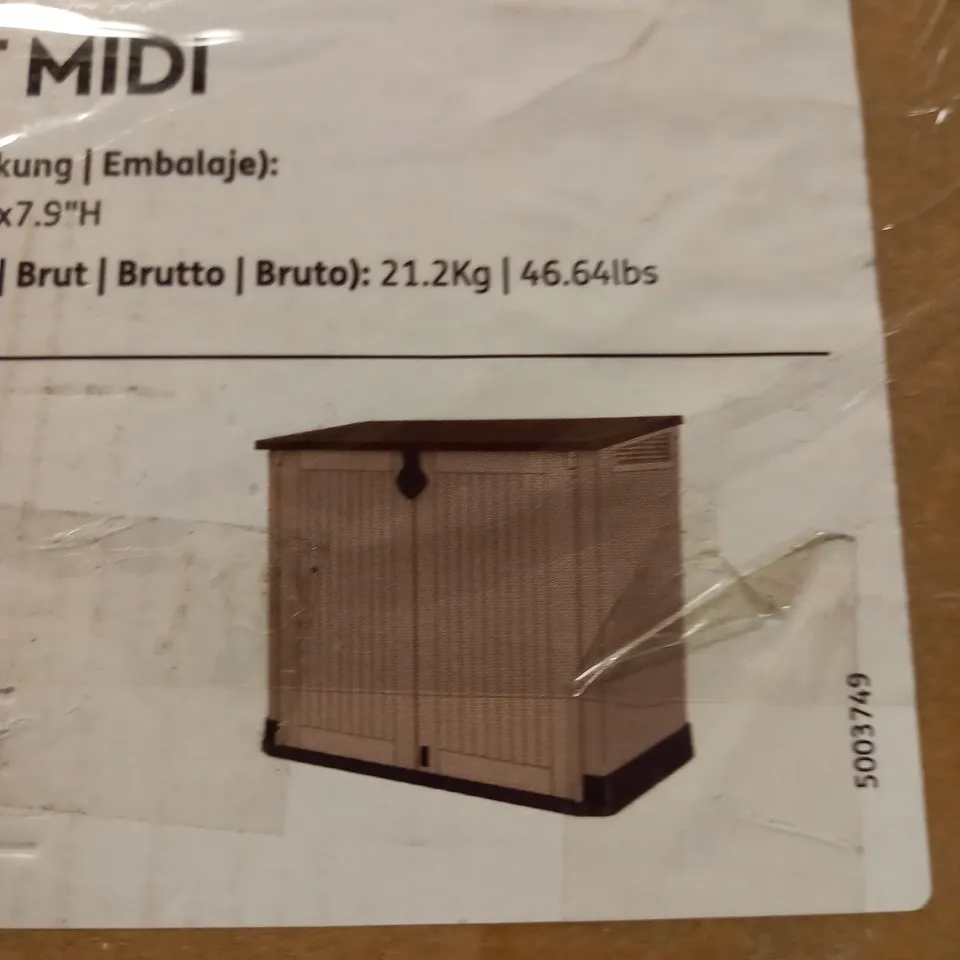 MIDI
kung | Embalaje):
x7.9"H
| Brut | Brutto | Bruto): 21.2Kg | 46.64lbs
5003749